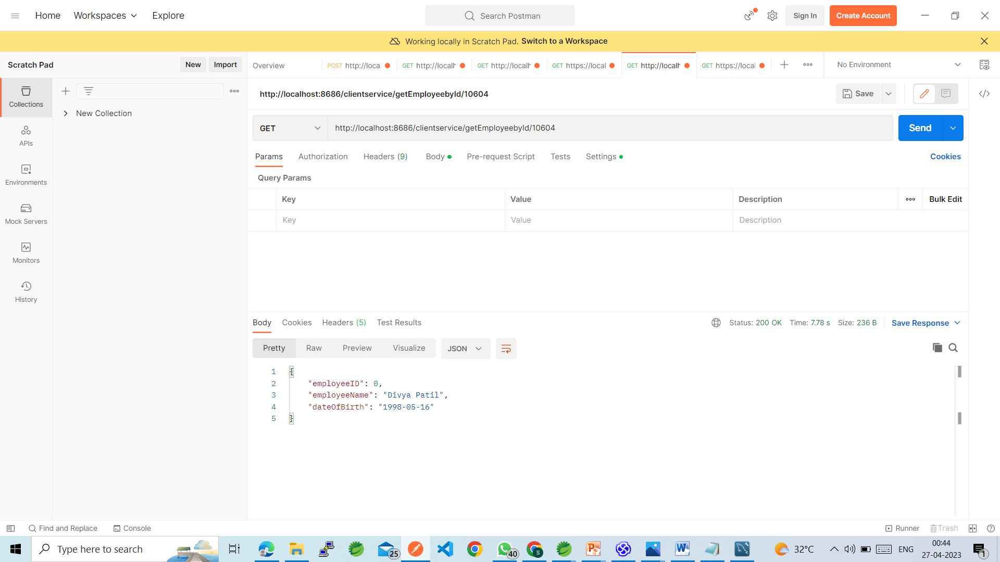 Home Workspaces Explore Search Postman Sign In Create Account
Working locally in Scratch Pad. Switch to a Workspace
Scratch Pad New Import Overview POST http://loca GET http://localh GET http://localh GET https://local GET http://localh GET https://local No Environment
Collections
New Collection
APIs
Environments
Mock Servers
Monitors
History
http://localhost:8686/clientservice/getEmployeebyId/10604 Save
GET http://localhost:8686/clientservice/getEmployeebyId/10604 Send
Params Authorization Headers (9) Body Pre-request Script Tests Settings Cookies
Query Params
Key Value Description Bulk Edit
Key Value Description
Body Cookies Headers (5) Test Results Status: 200 OK Time: 7.78 s Size: 236 B Save Response
Pretty Raw Preview Visualize JSON
1 {
2 "employeeID": 0,
3 "employeeName": "Divya Patil",
4 "dateOfBirth": "1998-05-16"
5 }
Find and Replace Console Runner Trash
Type here to search 25 40 S 32°C ENG 00:44
27-04-2023 1